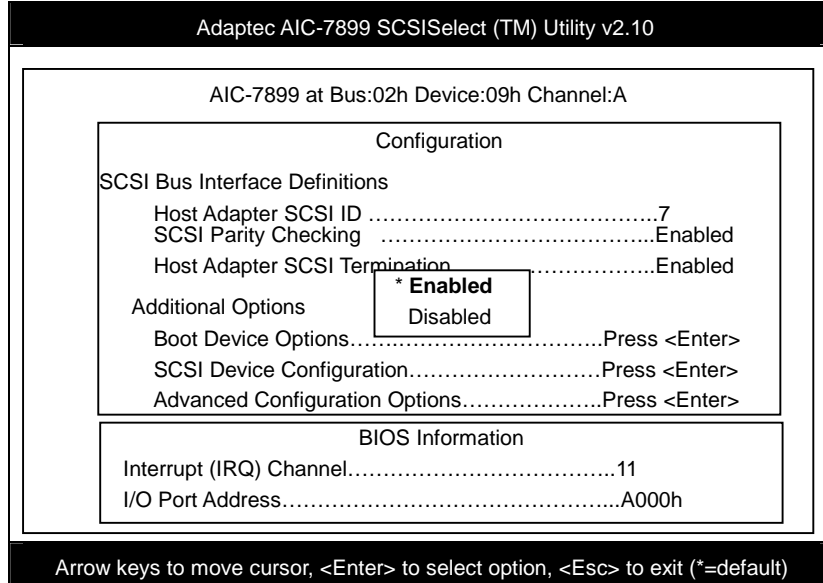 Adaptec AIC-7899 SCSISelect (TM) Utility v2.10
AIC-7899 at Bus:02h Device:09h Channel:A
Configuration
SCSI Bus Interface Definitions
Host Adapter SCSI ID …………………………………..7
SCSI Parity Checking ………………………………...Enabled
Host Adapter SCSI Termination……………..Enabled
* Enabled
Disabled
Additional Options
Boot Device Options…….………………………..Press <Enter>
SCSI Device Configuration………………………Press <Enter>
Advanced Configuration Options………………..Press <Enter>
BIOS Information
Interrupt (IRQ) Channel………………………………..11
I/O Port Address………………………………………...A000h
Arrow keys to move cursor, <Enter> to select option, <Esc> to exit (*=default)